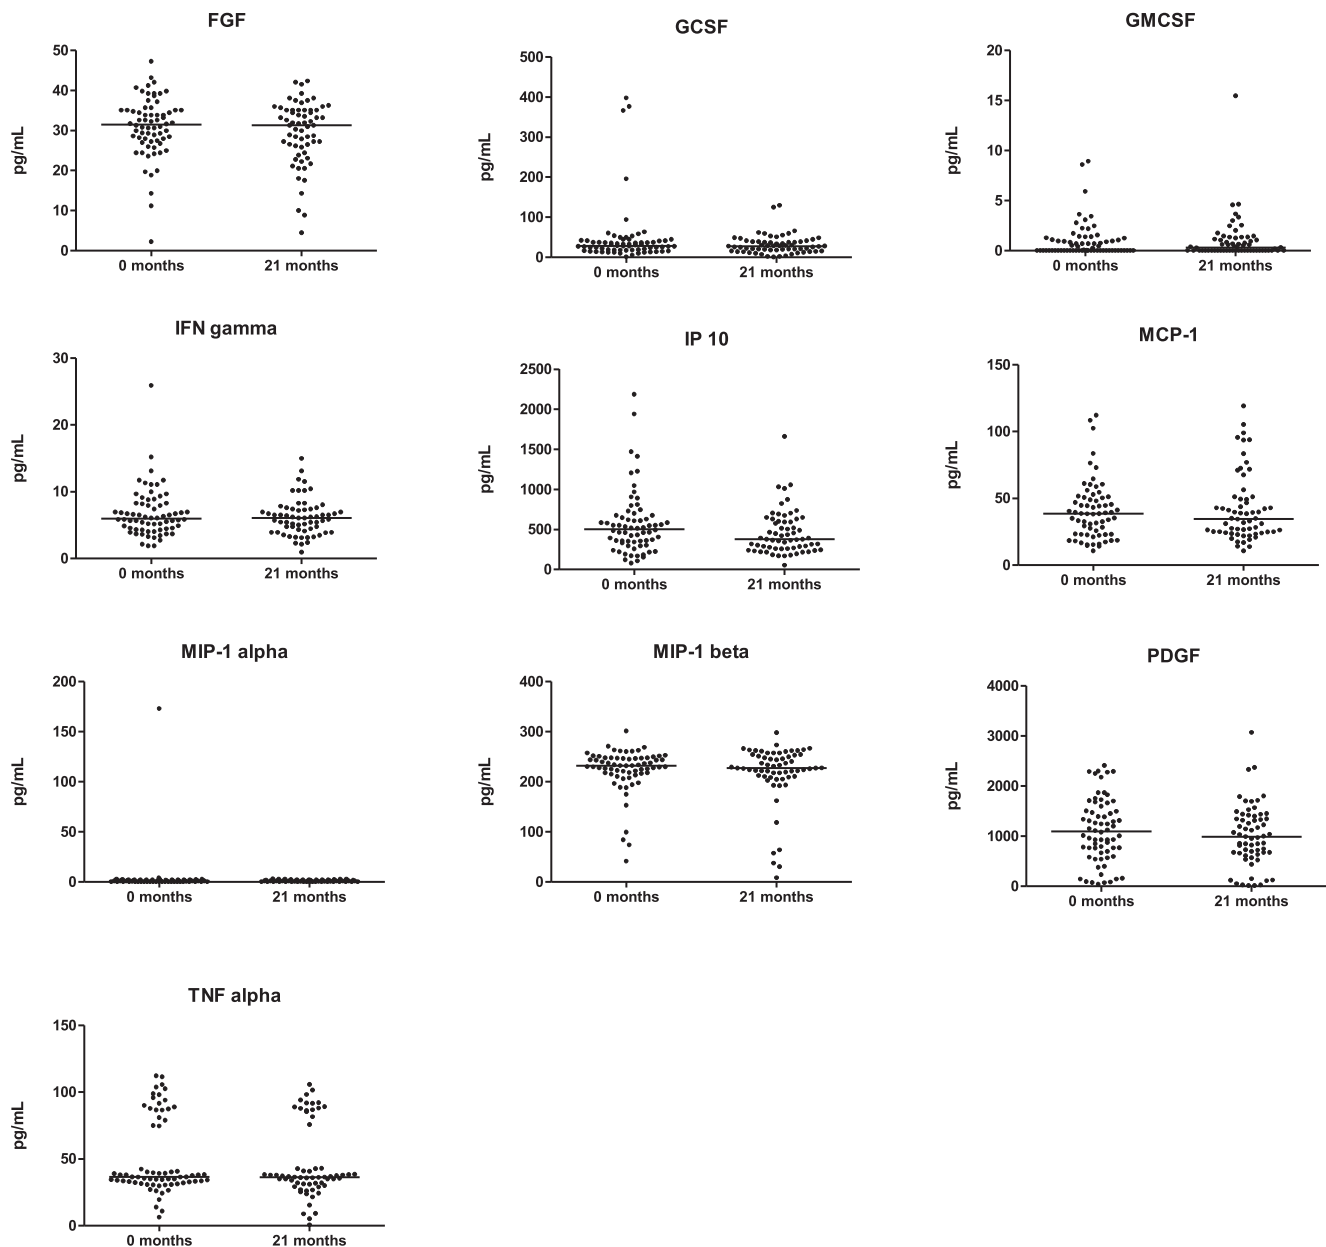 FGF
50
40
30
20
10
0
pg/mL
0 months
21 months
GCSF
500
400
300
200
100
0
pg/mL
0 months
21 months
GMCSF
20
15
10
5
0
pg/mL
0 months
21 months
IFN gamma
30
20
10
0
pg/mL
0 months
21 months
IP 10
2500
2000
1500
1000
500
0
pg/mL
0 months
21 months
MCP-1
150
100
50
0
pg/mL
0 months
21 months
MIP-1 alpha
200
150
100
50
0
pg/mL
0 months
21 months
MIP-1 beta
400
300
200
100
0
pg/mL
0 months
21 months
PDGF
4000
3000
2000
1000
0
pg/mL
0 months
21 months
TNF alpha
150
100
50
0
pg/mL
0 months
21 months